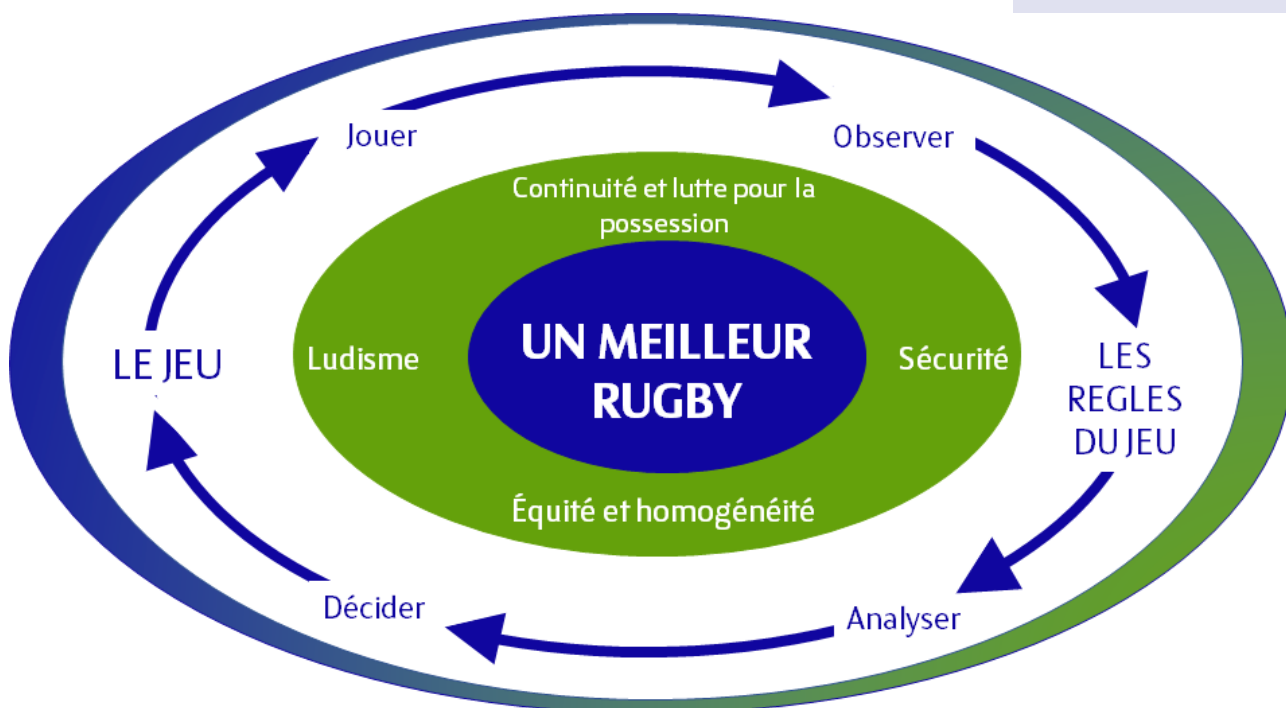 Jouer
Observer
Continuité et lutte pour la
possession
LE JEU
Ludisme
UN MEILLEUR
RUGBY
Sécurité
LES
REGLES
DU JEU
Équité et homogénéité
Décider
Analyser